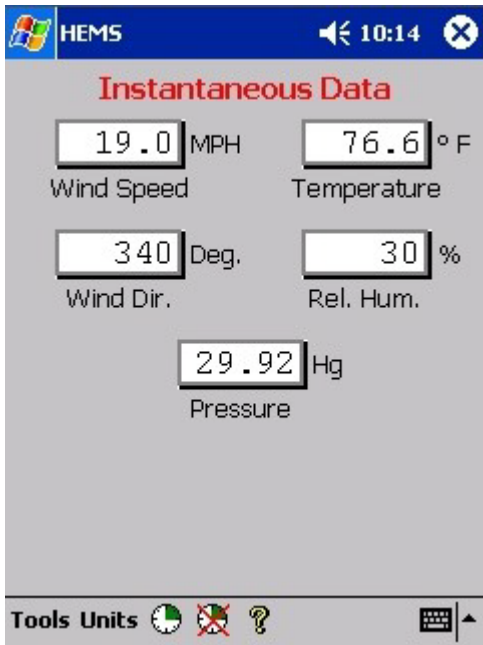 HEMS 10:14
Instantaneous Data
19.0 MPH 76.6 ° F
Wind Speed Temperature
340 Deg. 30 %
Wind Dir. Rel. Hum.
29.92 Hg
Pressure
Tools Units ?